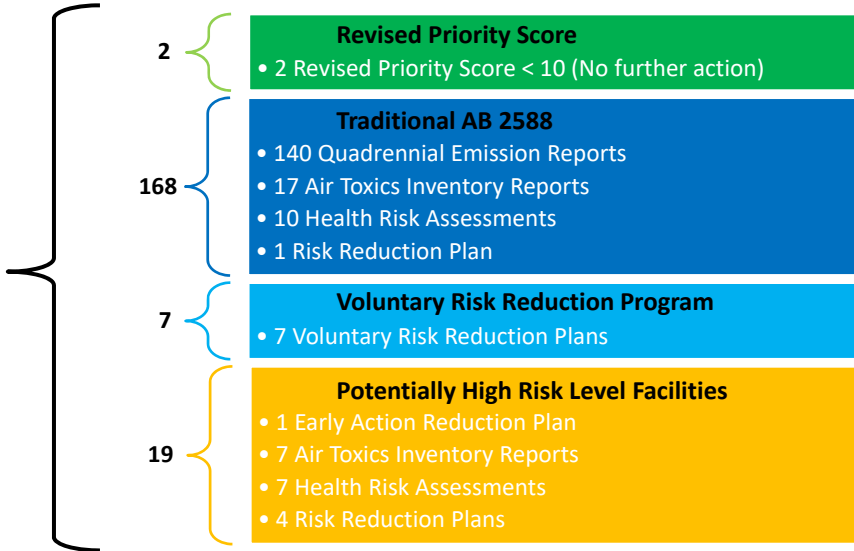 2
Revised Priority Score
• 2 Revised Priority Score < 10 (No further action)
168
Traditional AB 2588
• 140 Quadrennial Emission Reports
• 17 Air Toxics Inventory Reports
• 10 Health Risk Assessments
• 1 Risk Reduction Plan
7
Voluntary Risk Reduction Program
• 7 Voluntary Risk Reduction Plans
19
Potentially High Risk Level Facilities
• 1 Early Action Reduction Plan
• 7 Air Toxics Inventory Reports
• 7 Health Risk Assessments
• 4 Risk Reduction Plans